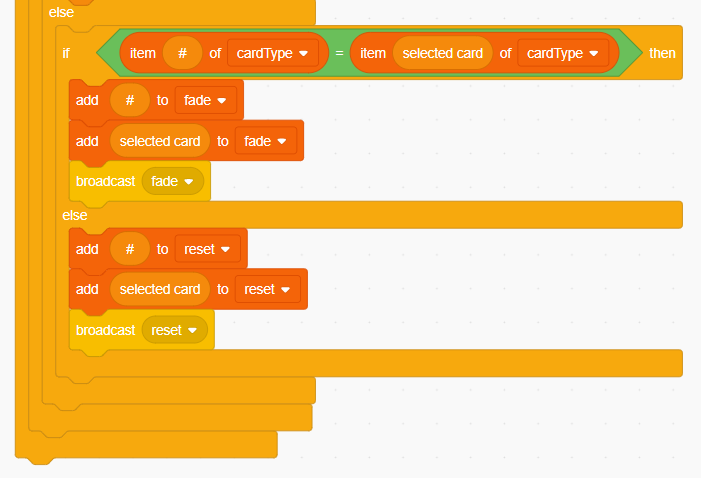 else
if item # of cardType = item selected card of cardType then
add # to fade
add selected card to fade
broadcast fade
else
add # to reset
add selected card to reset
broadcast reset